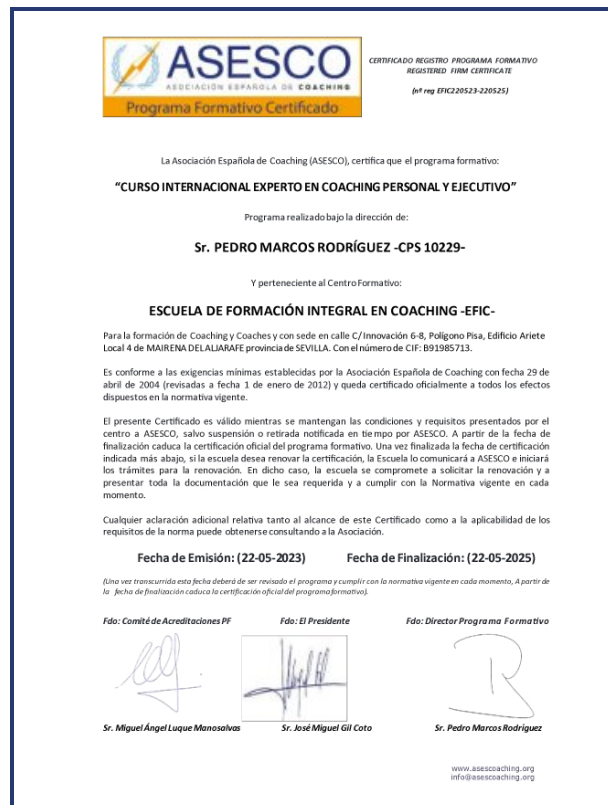 ASESCO
ASOCIACIÓN ESPAÑOLA DE COACHING
Programa Formativo Certificado
CERTIFICADO REGISTRO PROGRAMA FORMATIVO
REGISTERED FIRM CERTIFICATE
(nº reg EFIC220523-220525)
La Asociación Española de Coaching (ASESCO), certifica que el programa formativo:
“CURSO INTERNACIONAL EXPERTO EN COACHING PERSONAL Y EJECUTIVO”
Programa realizado bajo la dirección de:
Sr. PEDRO MARCOS RODRÍGUEZ -CPS 10229-
Y perteneciente al Centro Formativo:
ESCUELA DE FORMACIÓN INTEGRAL EN COACHING -EFIC-
Para la formación de Coaching y Coaches y con sede en calle C/ Innovación 6-8, Polígono Pisa, Edificio Ariete
Local 4 de MAIRENA DEL ALJARAFE provincia de SEVILLA. Con el número de CIF: B91985713.
Es conforme a las exigencias mínimas establecidas por la Asociación Española de Coaching con fecha 29 de
abril de 2004 (revisadas a fecha 1 de enero de 2012) y queda certificado oficialmente a todos los efectos
dispuestos en la normativa vigente.
El presente Certificado es válido mientras se mantengan las condiciones y requisitos presentados por el
centro a ASESCO, salvo suspensión o retirada notificada en tiempo por ASESCO. A partir de la fecha de
finalización caduca la certificación oficial del programa formativo. Una vez finalizada la fecha de certificación
indicada más abajo, si la escuela desea renovar la certificación, la Escuela lo comunicará a ASESCO e iniciará
los trámites para la renovación. En dicho caso, la escuela se compromete a solicitar la renovación y a
presentar toda la documentación que le sea requerida y a cumplir con la Normativa vigente en cada
momento.
Cualquier aclaración adicional relativa tanto al alcance de este Certificado como a la aplicabilidad de los
requisitos de la norma puede obtenerse consultando a la Asociación.
Fecha de Emisión: (22-05-2023) Fecha de Finalización: (22-05-2025)
(Una vez transcurrida esta fecha deberá de ser revisado el programa y cumplir con la normativa vigente en cada momento, A partir de
la fecha de finalización caduca la certificación oficial del programa formativo).
Fdo: Comité de Acreditaciones PF Fdo: El Presidente Fdo: Director Programa Formativo
Sr. Miguel Ángel Luque Manosalvas Sr. José Miguel Gil Coto Sr. Pedro Marcos Rodríguez
www.asescoaching.org
info@asescoaching.org